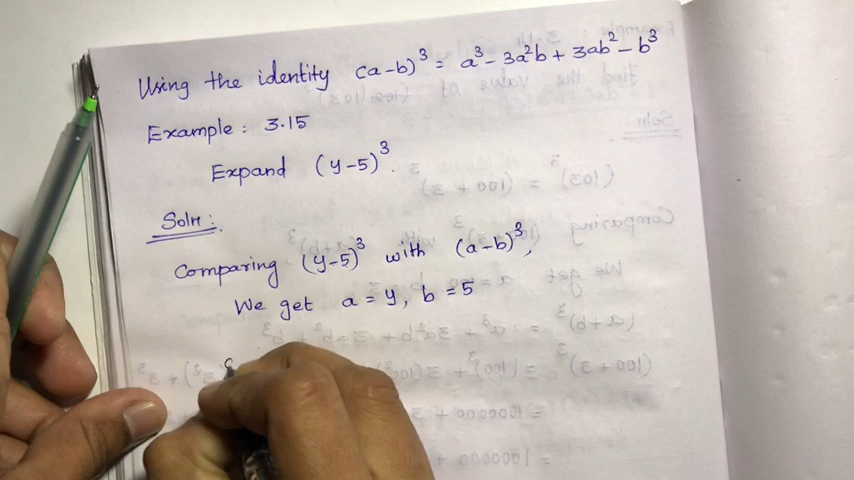 Using the identity (a-b)³ = a³ - 3a²b + 3ab² - b³
Example: 3.15
Expand (y-5)³.
Soln:
Comparing (y-5)³ with (a-b)³,
We get a = y, b = 5